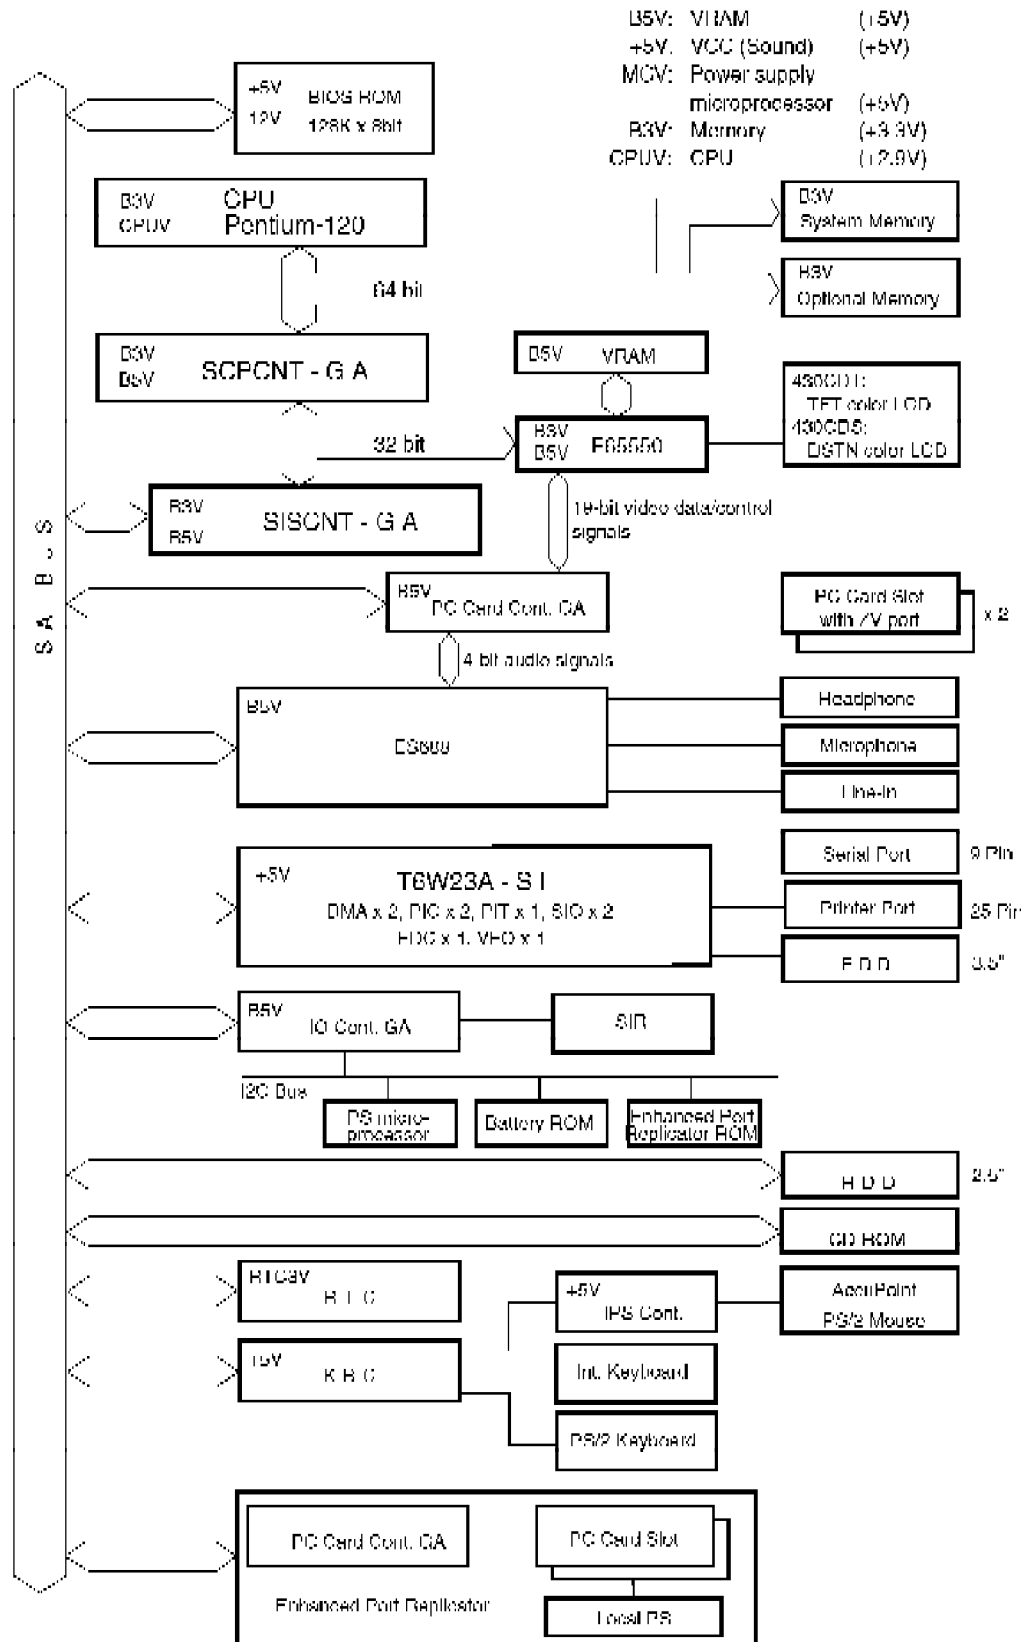 B5V: VRAM (+5V)
+5V: VCC (Sound) (+5V)
MCV: Power supply
microprocessor (+5V)
B3V: Memory (+3.3V)
CPUV: CPU (+2.9V)
+5V BIOS ROM
12V 128K x 8bit
B3V CPU
CPUV Pentium-120
B3V
System Memory
64 bit
B3V
Optional Memory
B3V
B5V SCPCNT - G A
B5V VRAM
430CDT:
TFT color LCD
430CDS:
DSTN color LCD
32 bit
B3V
B5V F65550
B3V
B5V SISCNT - G A
19-bit video data/control
signals
S A B U S
B5V
PC Card Cont. GA
PC Card Slot
with ZV port
x 2
4 bit audio signals
B5V
ES688
Headphone
Microphone
Line-In
+5V T6W23A - S I
DMA x 2, PIC x 2, PIT x 1, SIO x 2
FDC x 1, VFO x 1
Serial Port 9 Pin
Printer Port 25 Pin
F D D 3.5"
B5V
IO Cont. GA
SIR
I2C Bus
PS micro-
processor
Battery ROM
Enhanced Port
Replicator ROM
H D D 2.5"
CD ROM
RTC3V
R T C
+5V
IPS Cont.
AccuPoint
PS/2 Mouse
+5V
K B C
Int. Keyboard
PS/2 Keyboard
PC Card Cont. GA
PC Card Slot
Enhanced Port Replicator
Local PS